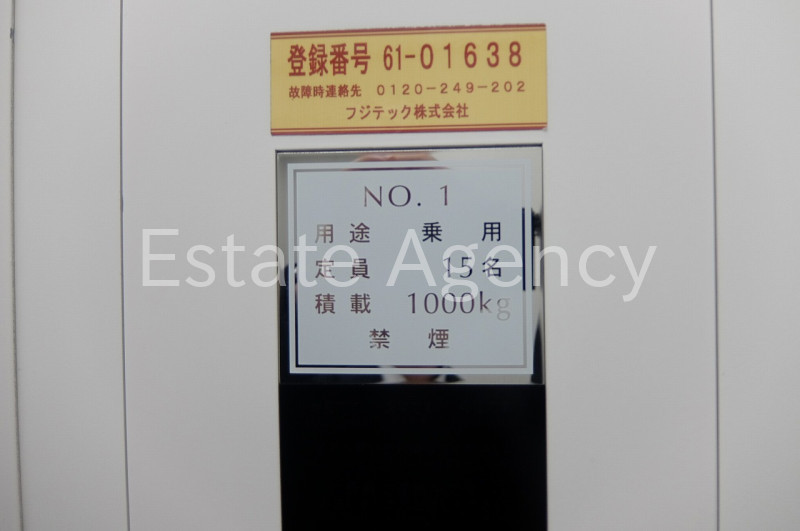 登録番号 61-01638
故障時連絡先 0120-249-202
フジテック株式会社
NO. 1
用途 乗用
Estate Agency
定員 15名
積載 1000kg
禁煙